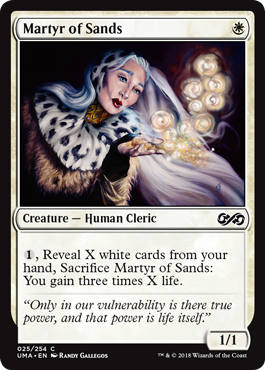 Martyr of Sands
Creature — Human Cleric
1, Reveal X white cards from your
hand, Sacrifice Martyr of Sands:
You gain three times X life.
“Only in our vulnerability is there true
power, and that power is life itself.”
1/1
025/254 C
UMA • EN Randy Gallegos
™ & © 2018 Wizards of the Coast